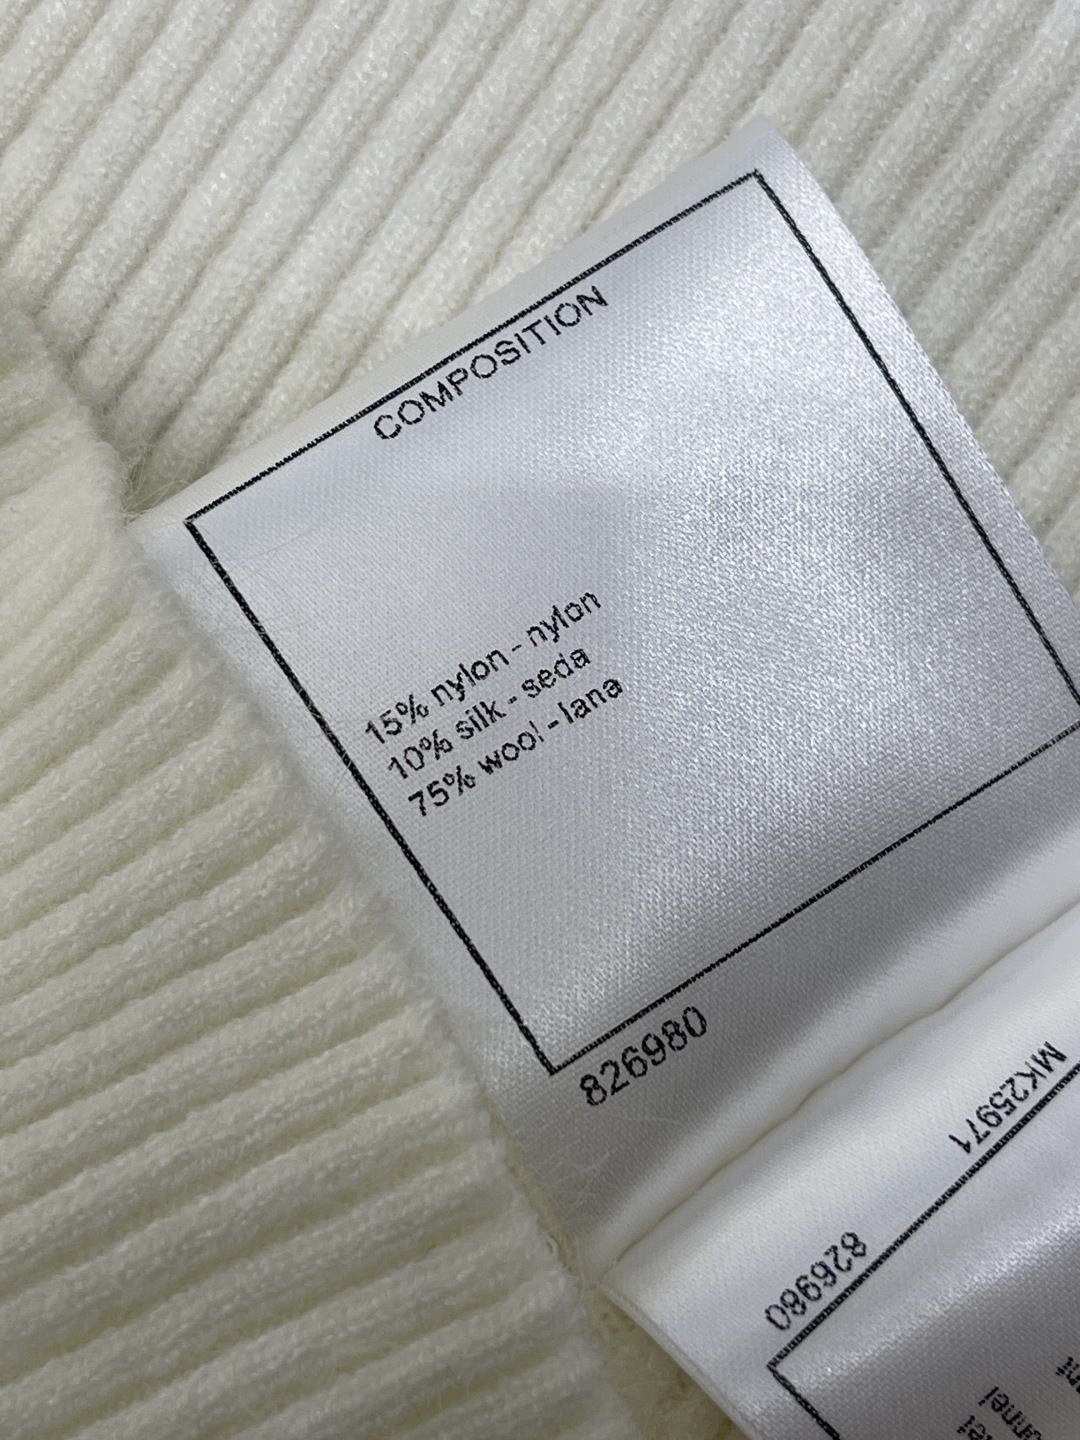 COMPOSITION
15% nylon - nylon
10% silk - seda
75% wool - lana
826980
MK25971
826980